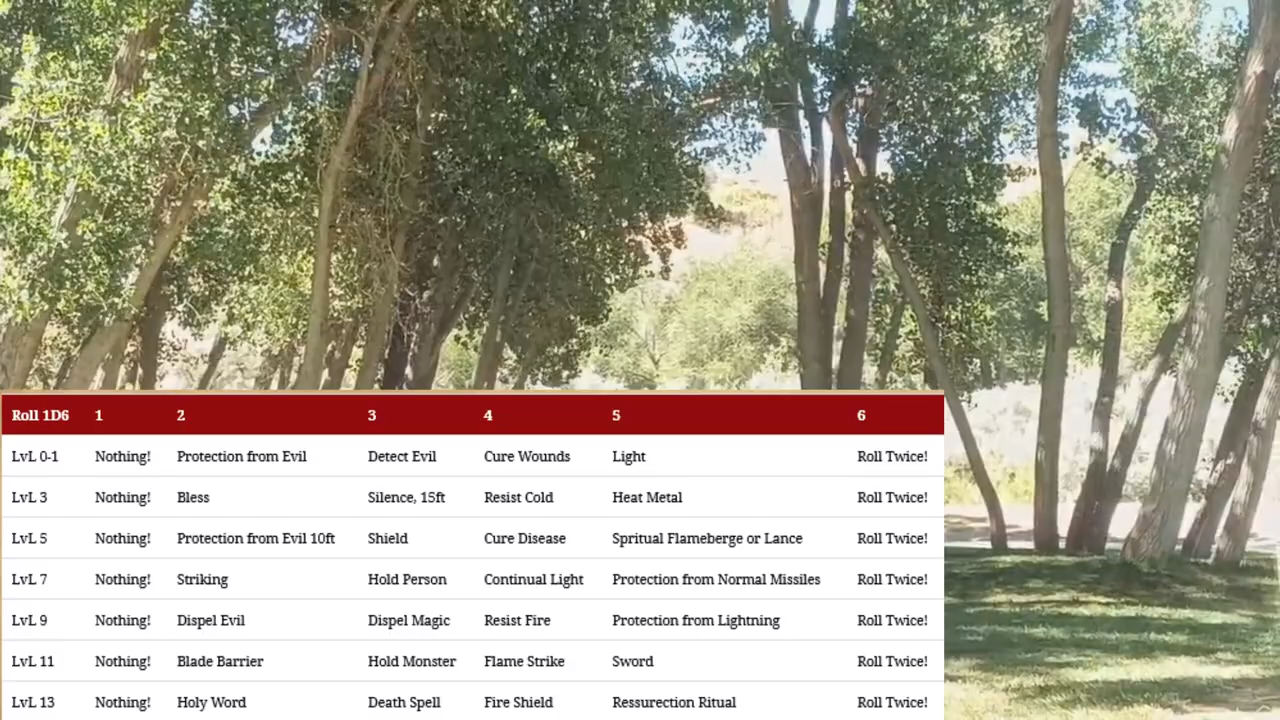 Roll 1D6 1 2 3 4 5 6
LvL 0-1 Nothing! Protection from Evil Detect Evil Cure Wounds Light Roll Twice!
LvL 3 Nothing! Bless Silence, 15ft Resist Cold Heat Metal Roll Twice!
LvL 5 Nothing! Protection from Evil 10ft Shield Cure Disease Spritual Flameberge or Lance Roll Twice!
LvL 7 Nothing! Striking Hold Person Continual Light Protection from Normal Missiles Roll Twice!
LvL 9 Nothing! Dispel Evil Dispel Magic Resist Fire Protection from Lightning Roll Twice!
LvL 11 Nothing! Blade Barrier Hold Monster Flame Strike Sword Roll Twice!
LvL 13 Nothing! Holy Word Death Spell Fire Shield Ressurection Ritual Roll Twice!